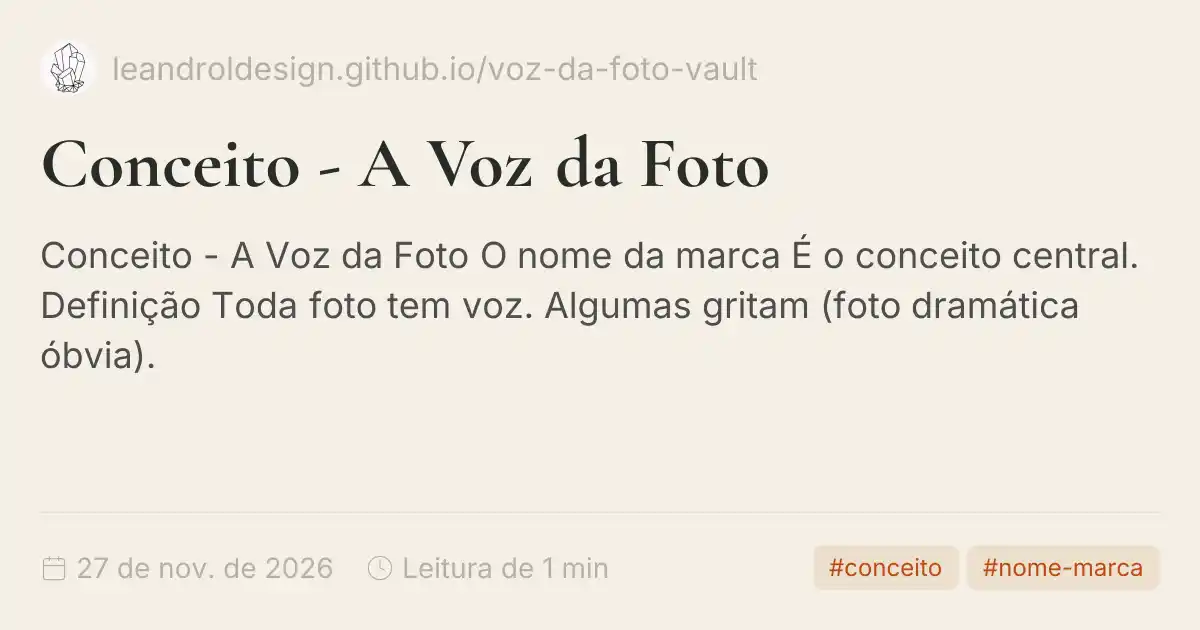 leandroldesign.github.io/voz-da-foto-vault
Conceito - A Voz da Foto
Conceito - A Voz da Foto O nome da marca É o conceito central.
Definição Toda foto tem voz. Algumas gritam (foto dramática
óbvia).
27 de nov. de 2026 Leitura de 1 min #conceito #nome-marca